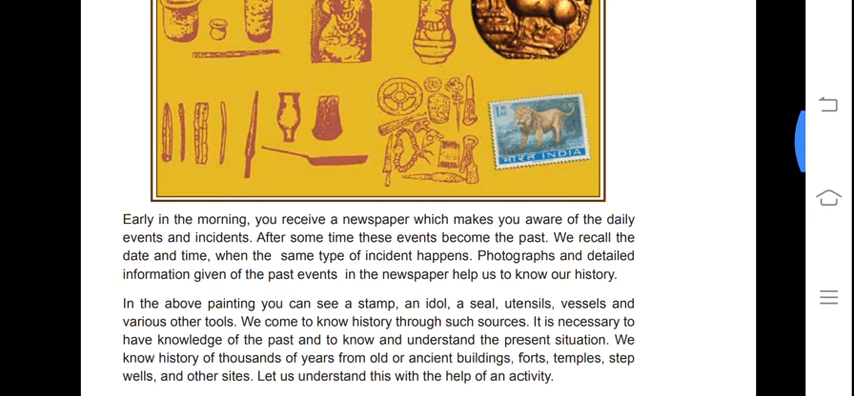 भारत INDIA
Early in the morning, you receive a newspaper which makes you aware of the daily
events and incidents. After some time these events become the past. We recall the
date and time, when the same type of incident happens. Photographs and detailed
information given of the past events in the newspaper help us to know our history.
In the above painting you can see a stamp, an idol, a seal, utensils, vessels and
various other tools. We come to know history through such sources. It is necessary to
have knowledge of the past and to know and understand the present situation. We
know history of thousands of years from old or ancient buildings, forts, temples, step
wells, and other sites. Let us understand this with the help of an activity.